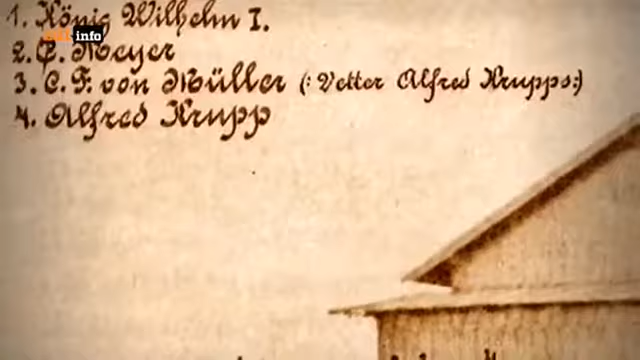 1. König Wilhelm I.
info
2. C. Meyer
3. C. F. von Müller (: Vetter Alfred Krupps:)
4. Alfred Krupp